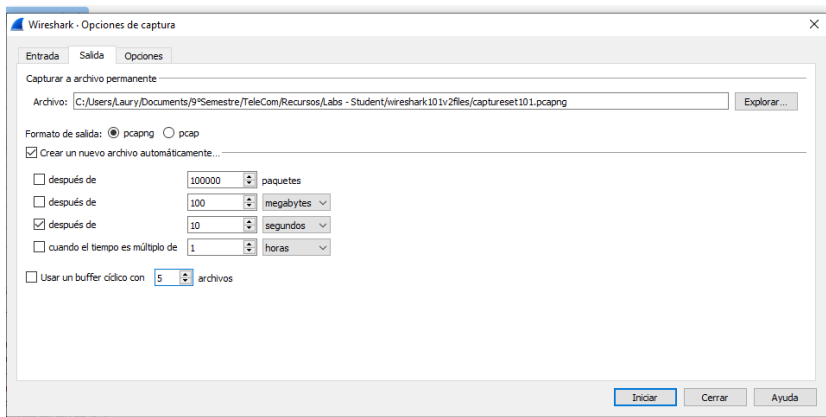 Wireshark · Opciones de captura
Entrada Salida Opciones
Capturar a archivo permanente
Archivo: C:/Users/Laury/Documents/9°Semestre/TeleCom/Recursos/Labs - Student/wireshark101v2files/captureset101.pcapng Explorar...
Formato de salida: pcapng pcap
Crear un nuevo archivo automáticamente...
después de 100000 paquetes
después de 100 megabytes
después de 10 segundos
cuando el tiempo es múltiplo de 1 horas
Usar un buffer cíclico con 5 archivos
Iniciar Cerrar Ayuda